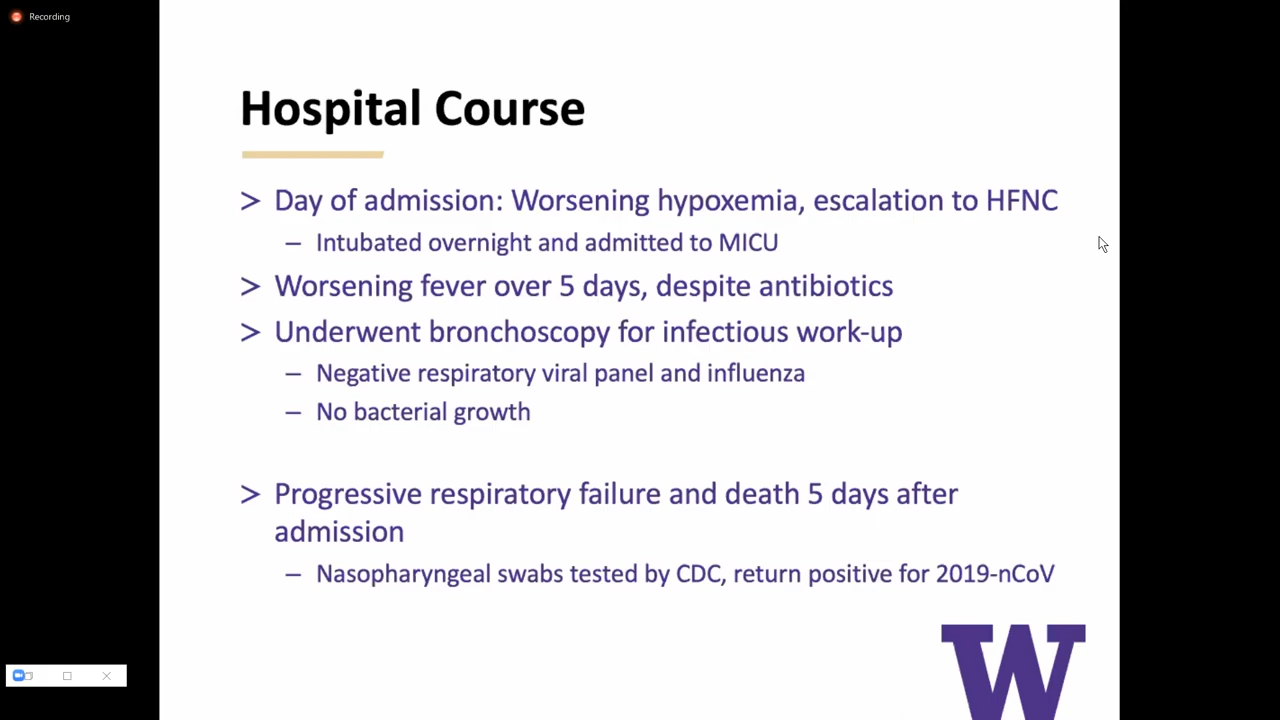 Recording
Hospital Course
> Day of admission: Worsening hypoxemia, escalation to HFNC
– Intubated overnight and admitted to MICU
> Worsening fever over 5 days, despite antibiotics
> Underwent bronchoscopy for infectious work-up
– Negative respiratory viral panel and influenza
– No bacterial growth
> Progressive respiratory failure and death 5 days after
admission
– Nasopharyngeal swabs tested by CDC, return positive for 2019-nCoV
W